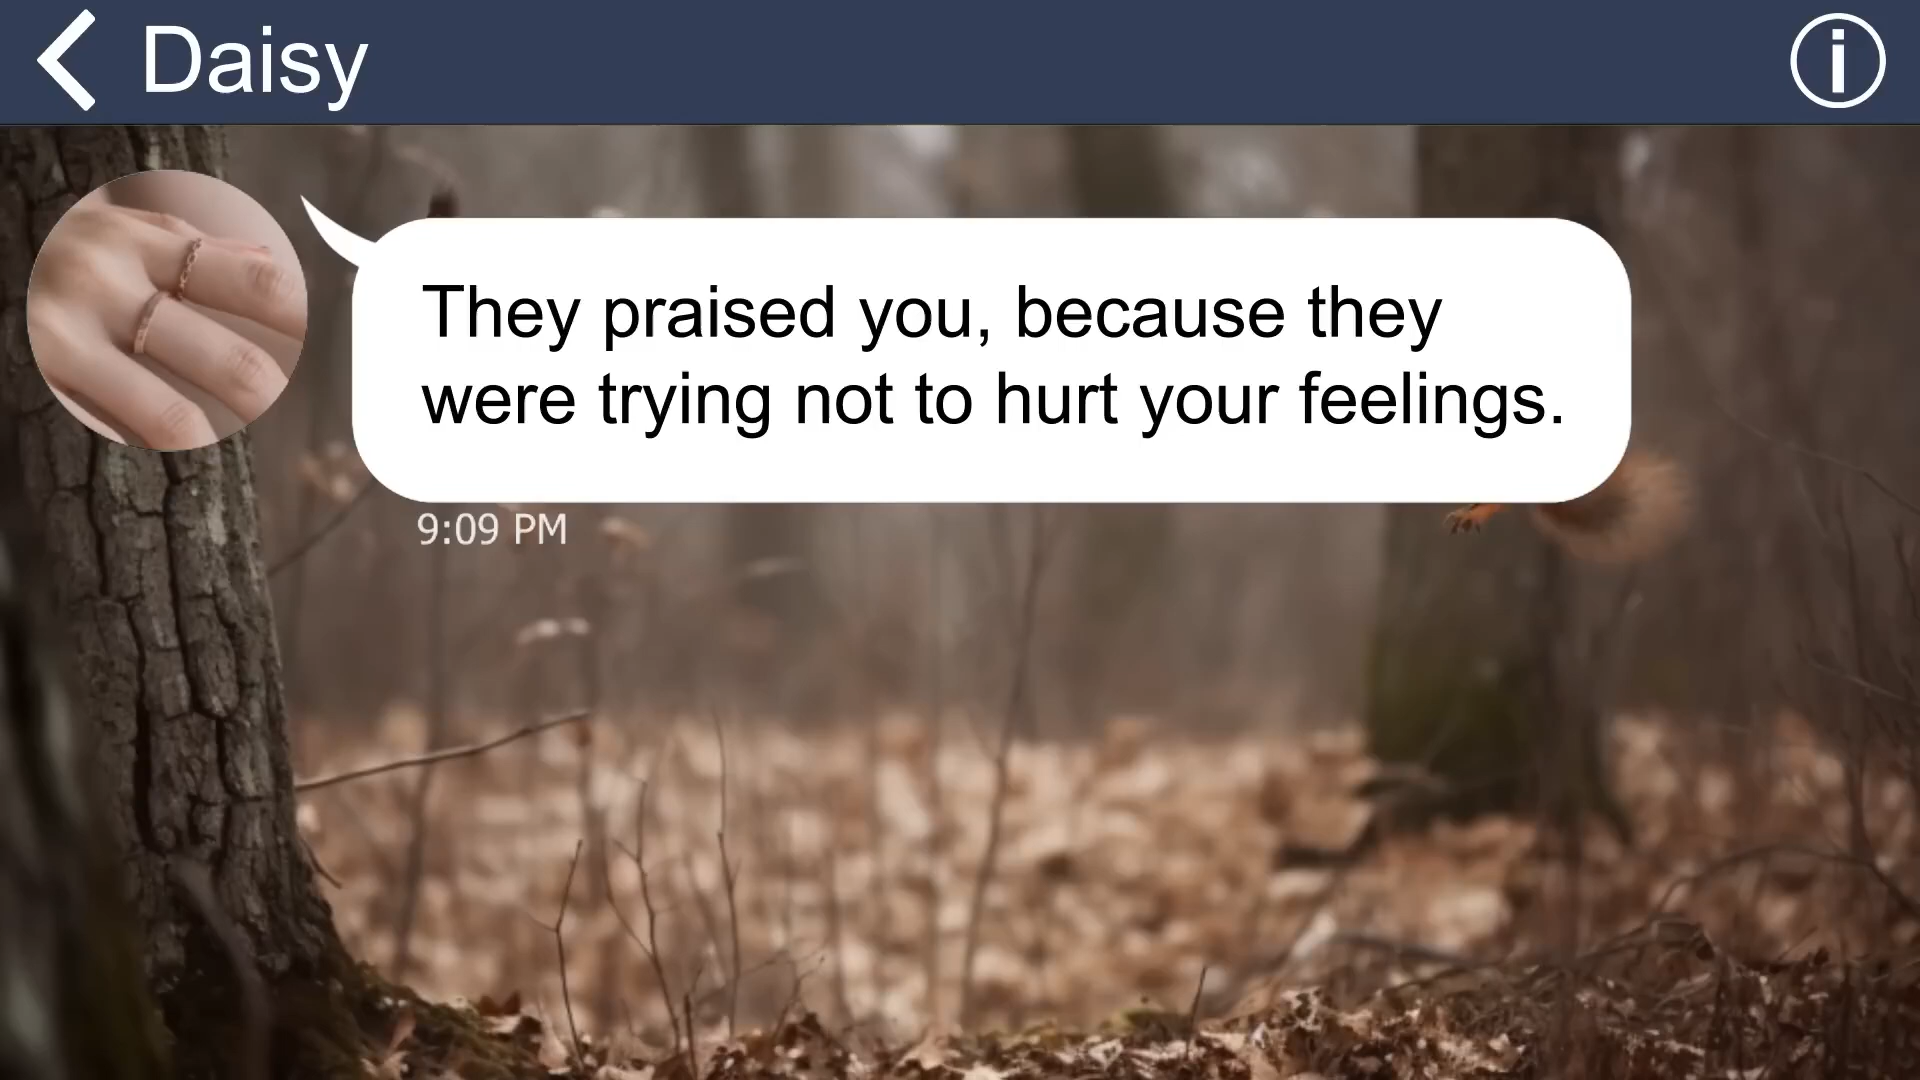 Daisy
They praised you, because they
were trying not to hurt your feelings.
9:09 PM